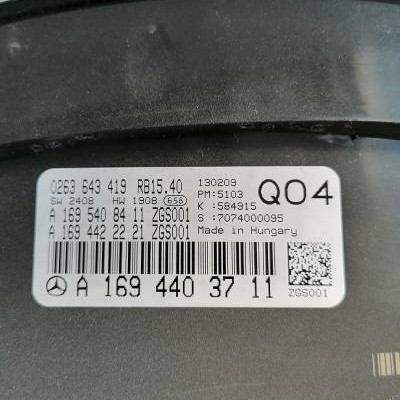 0263 643 419 RB15.40
SW 2408 HW 1908 658
A 169 540 84 11 ZGS001
A 169 442 22 21 ZGS001
130209
PM:5103
K :584915
S :7074000095
Made in Hungary
Q04
A 169 440 37 11
ZGS001